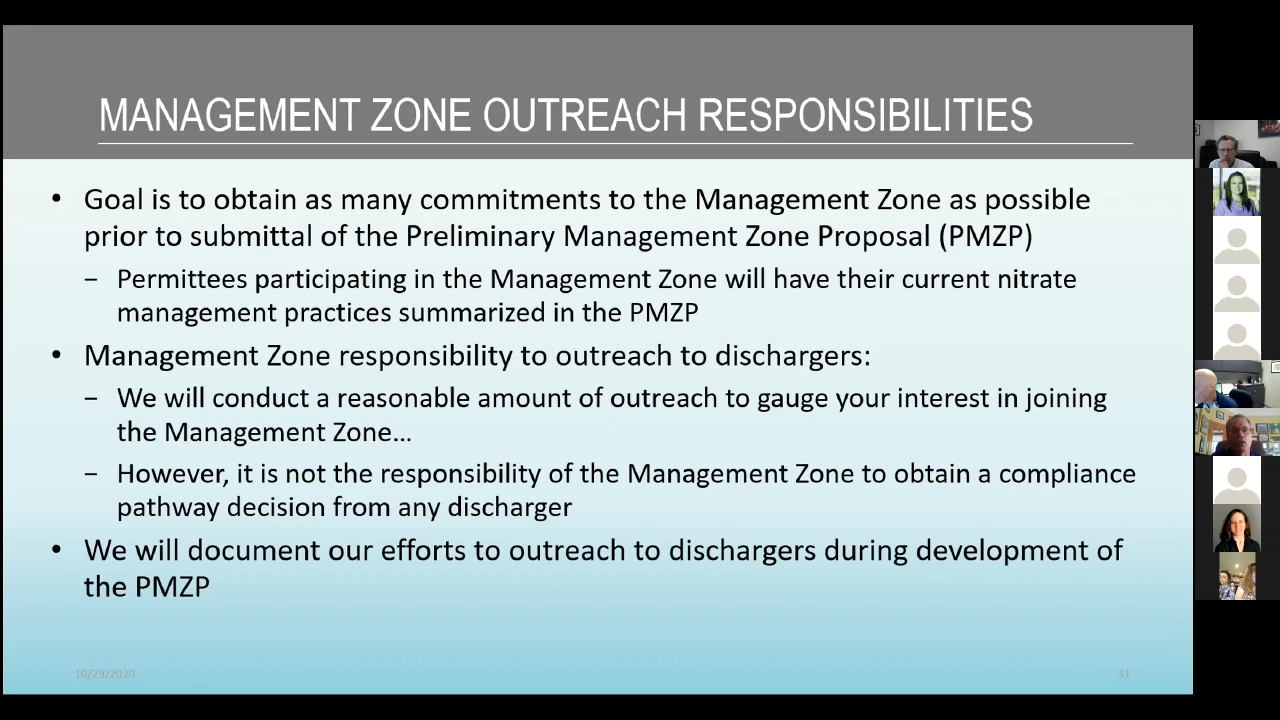 MANAGEMENT ZONE OUTREACH RESPONSIBILITIES
• Goal is to obtain as many commitments to the Management Zone as possible
prior to submittal of the Preliminary Management Zone Proposal (PMZP)
– Permittees participating in the Management Zone will have their current nitrate
management practices summarized in the PMZP
• Management Zone responsibility to outreach to dischargers:
– We will conduct a reasonable amount of outreach to gauge your interest in joining
the Management Zone…
– However, it is not the responsibility of the Management Zone to obtain a compliance
pathway decision from any discharger
• We will document our efforts to outreach to dischargers during development of
the PMZP
10/29/2020
31